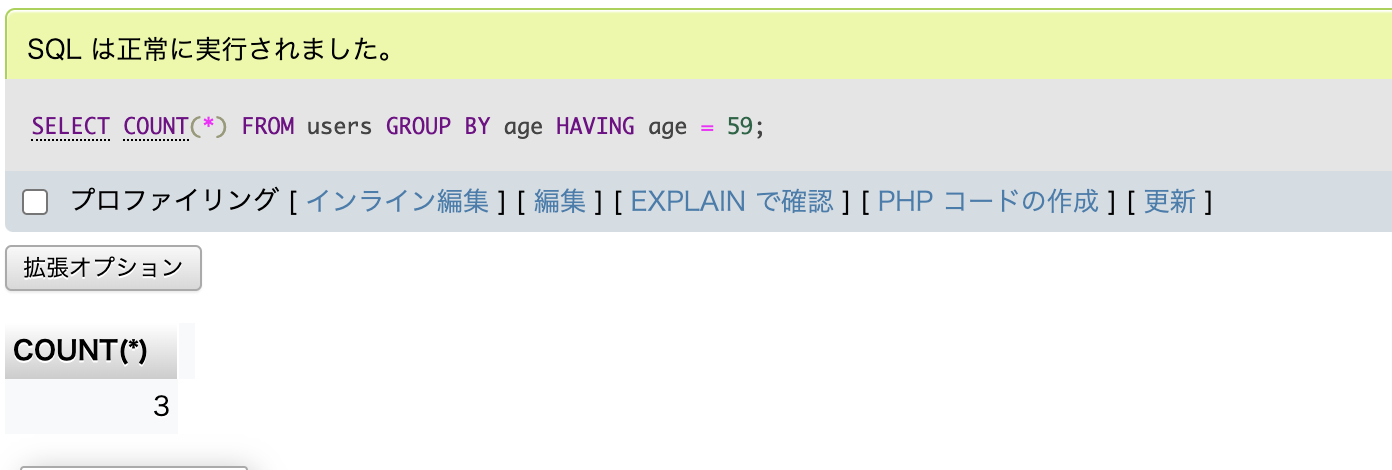 SQL は正常に実行されました。
SELECT COUNT(*) FROM users GROUP BY age HAVING age = 59;
プロファイリング [ インライン編集 ] [ 編集 ] [ EXPLAIN で確認 ] [ PHP コードの作成 ] [ 更新 ]
拡張オプション
COUNT(*)
3